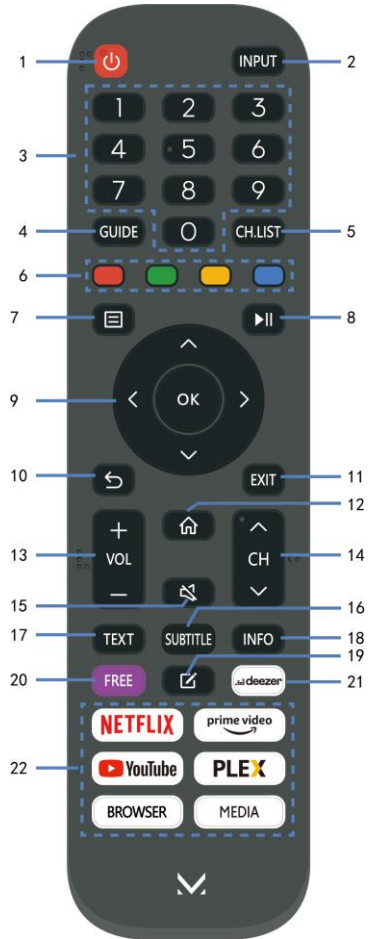 1 INPUT 2
1 2 3
3 4 5 6
7 8 9
4 GUIDE 0 CH.LIST 5
6
7 8
9 OK
10 EXIT 11
12
13 + VOL − CH 14
15
16
17 TEXT SUBTITLE INFO 18
19
20 FREE deezer 21
NETFLIX prime video
22 YouTube PLEX
BROWSER MEDIA